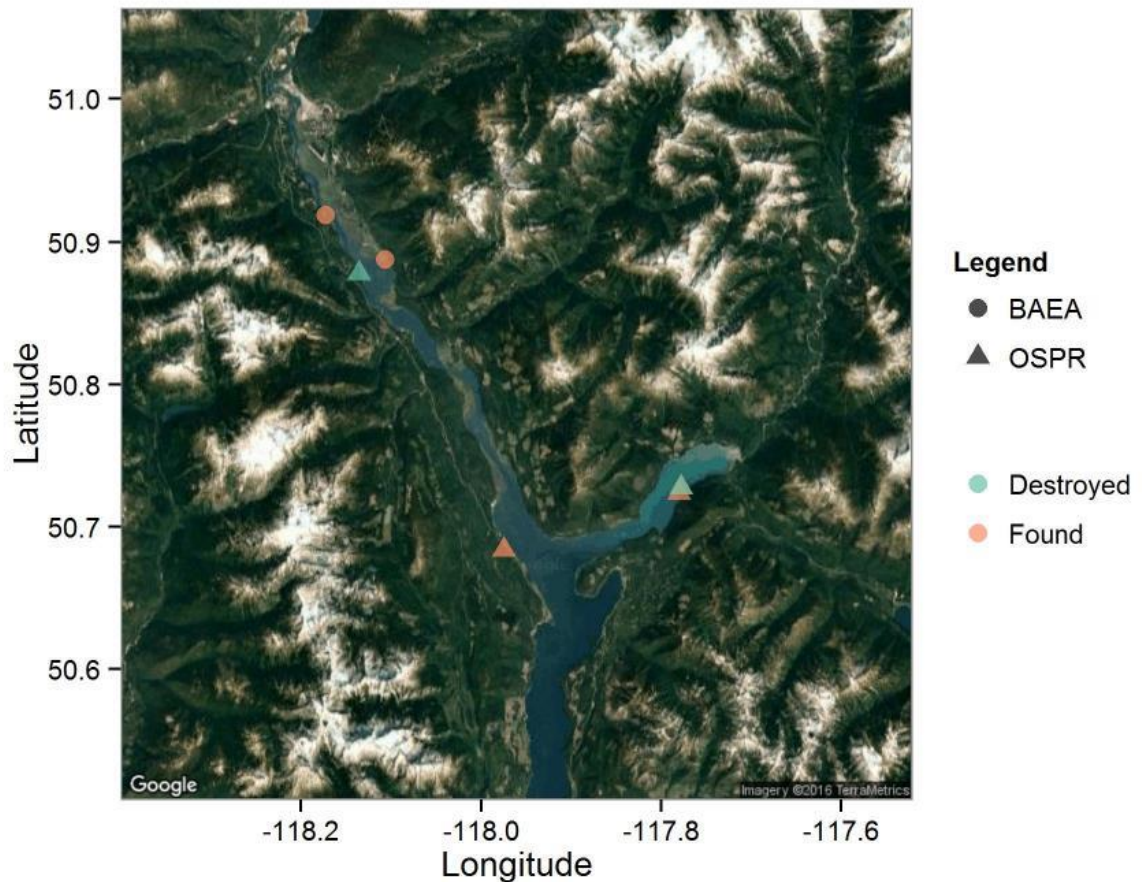 51.0
50.9
50.8
50.7
50.6
Latitude
-118.2
-118.0
-117.8
-117.6
Longitude
Google
Imagery ©2016 TerraMetrics
Legend
BAEA
OSPR
Destroyed
Found